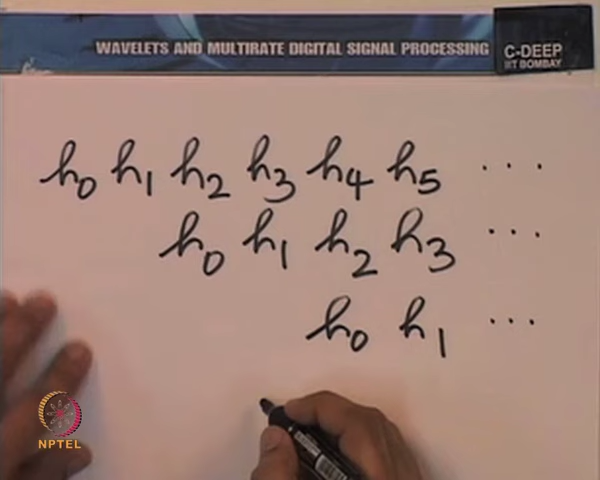 WAVELETS AND MULTIRATE DIGITAL SIGNAL PROCESSING
C-DEEP
IIT BOMBAY
h₀ h₁ h₂ h₃ h₄ h₅ ...
h₀ h₁ h₂ h₃ ...
h₀ h₁ ...
NPTEL